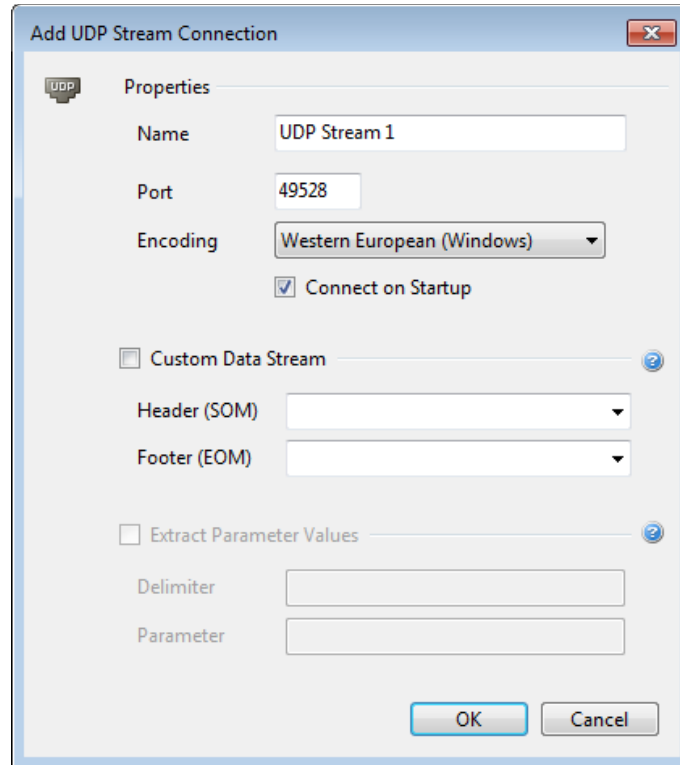 Add UDP Stream Connection
UDP
Properties
Name UDP Stream 1
Port 49528
Encoding Western European (Windows)
Connect on Startup
Custom Data Stream
Header (SOM)
Footer (EOM)
Extract Parameter Values
Delimiter
Parameter
OK Cancel